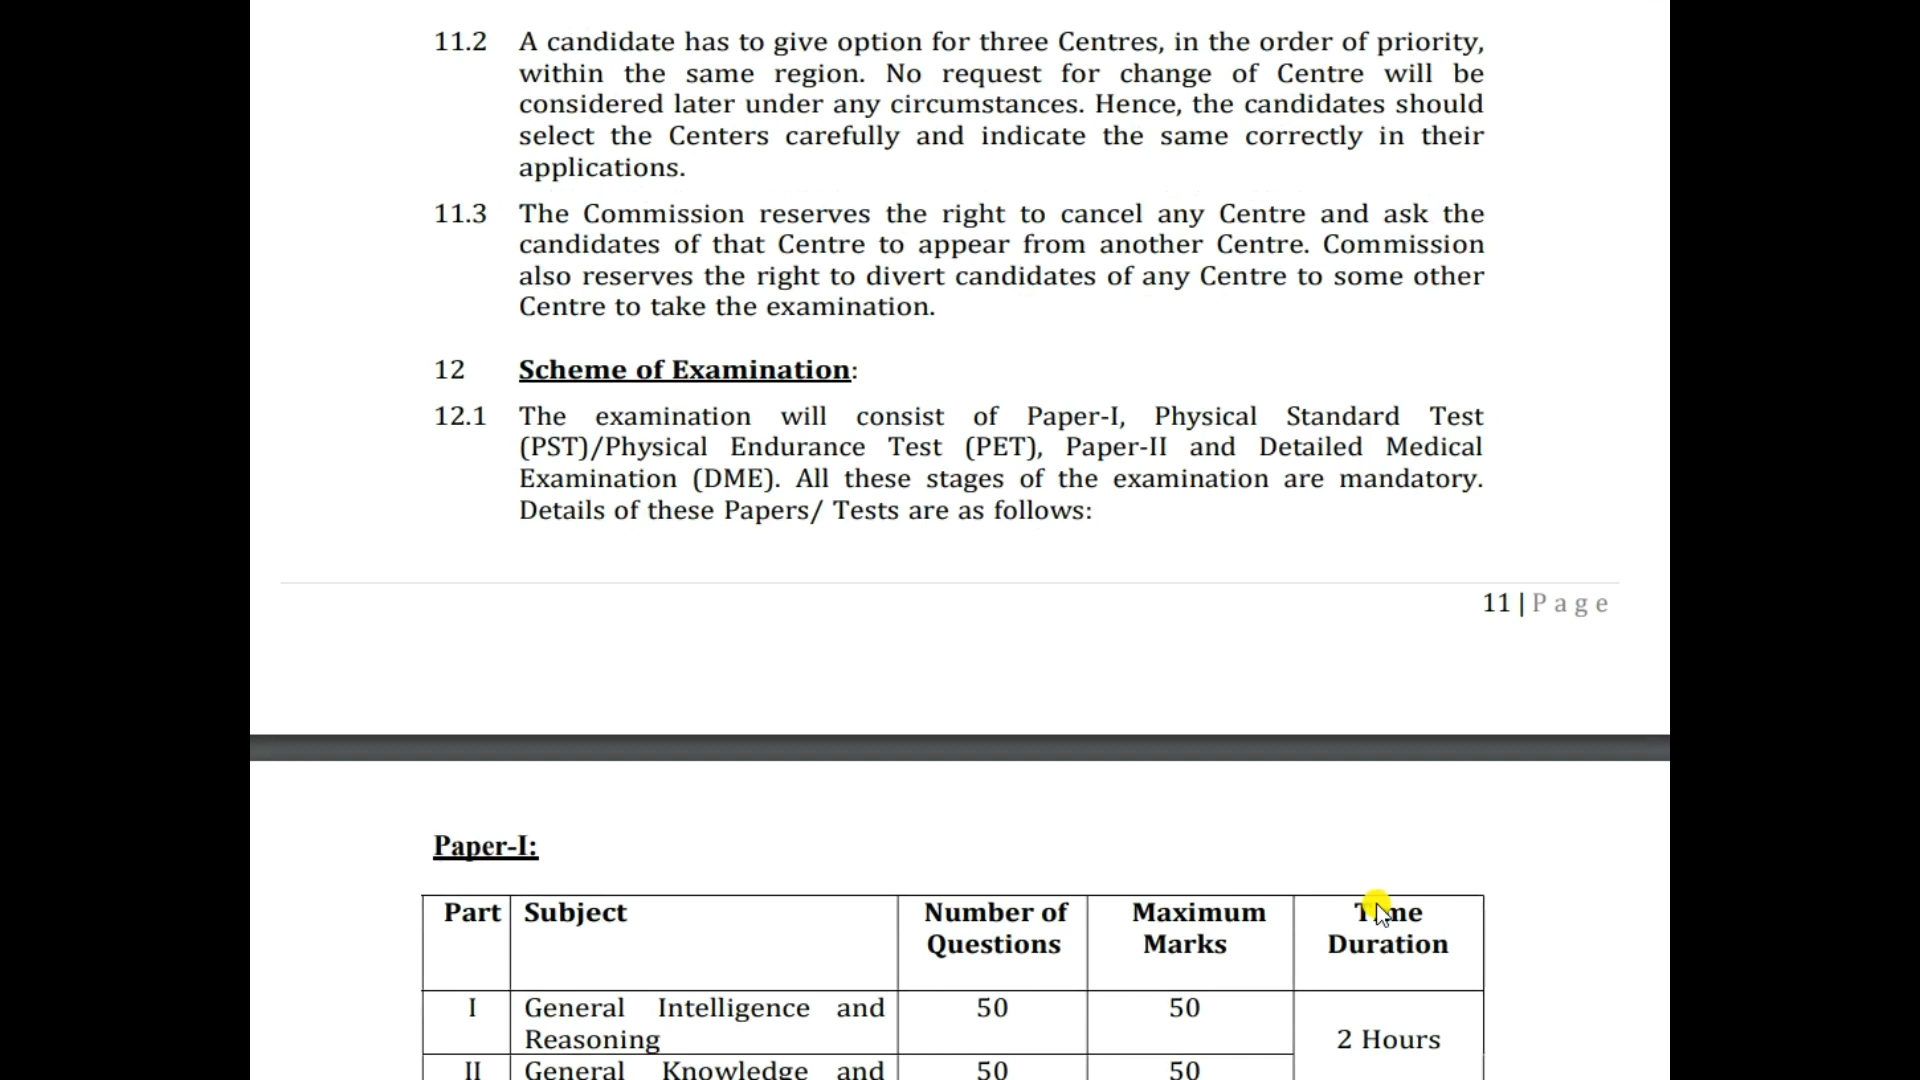 11.2 A candidate has to give option for three Centres, in the order of priority,
within the same region. No request for change of Centre will be
considered later under any circumstances. Hence, the candidates should
select the Centers carefully and indicate the same correctly in their
applications.
11.3 The Commission reserves the right to cancel any Centre and ask the
candidates of that Centre to appear from another Centre. Commission
also reserves the right to divert candidates of any Centre to some other
Centre to take the examination.
12 Scheme of Examination:
12.1 The examination will consist of Paper-I, Physical Standard Test
(PST)/Physical Endurance Test (PET), Paper-II and Detailed Medical
Examination (DME). All these stages of the examination are mandatory.
Details of these Papers/ Tests are as follows:
11 | P a g e
Paper-I:
Part Subject Number of Maximum Time
Questions Marks Duration
I General Intelligence and 50 50
Reasoning 2 Hours
II General Knowledge and 50 50